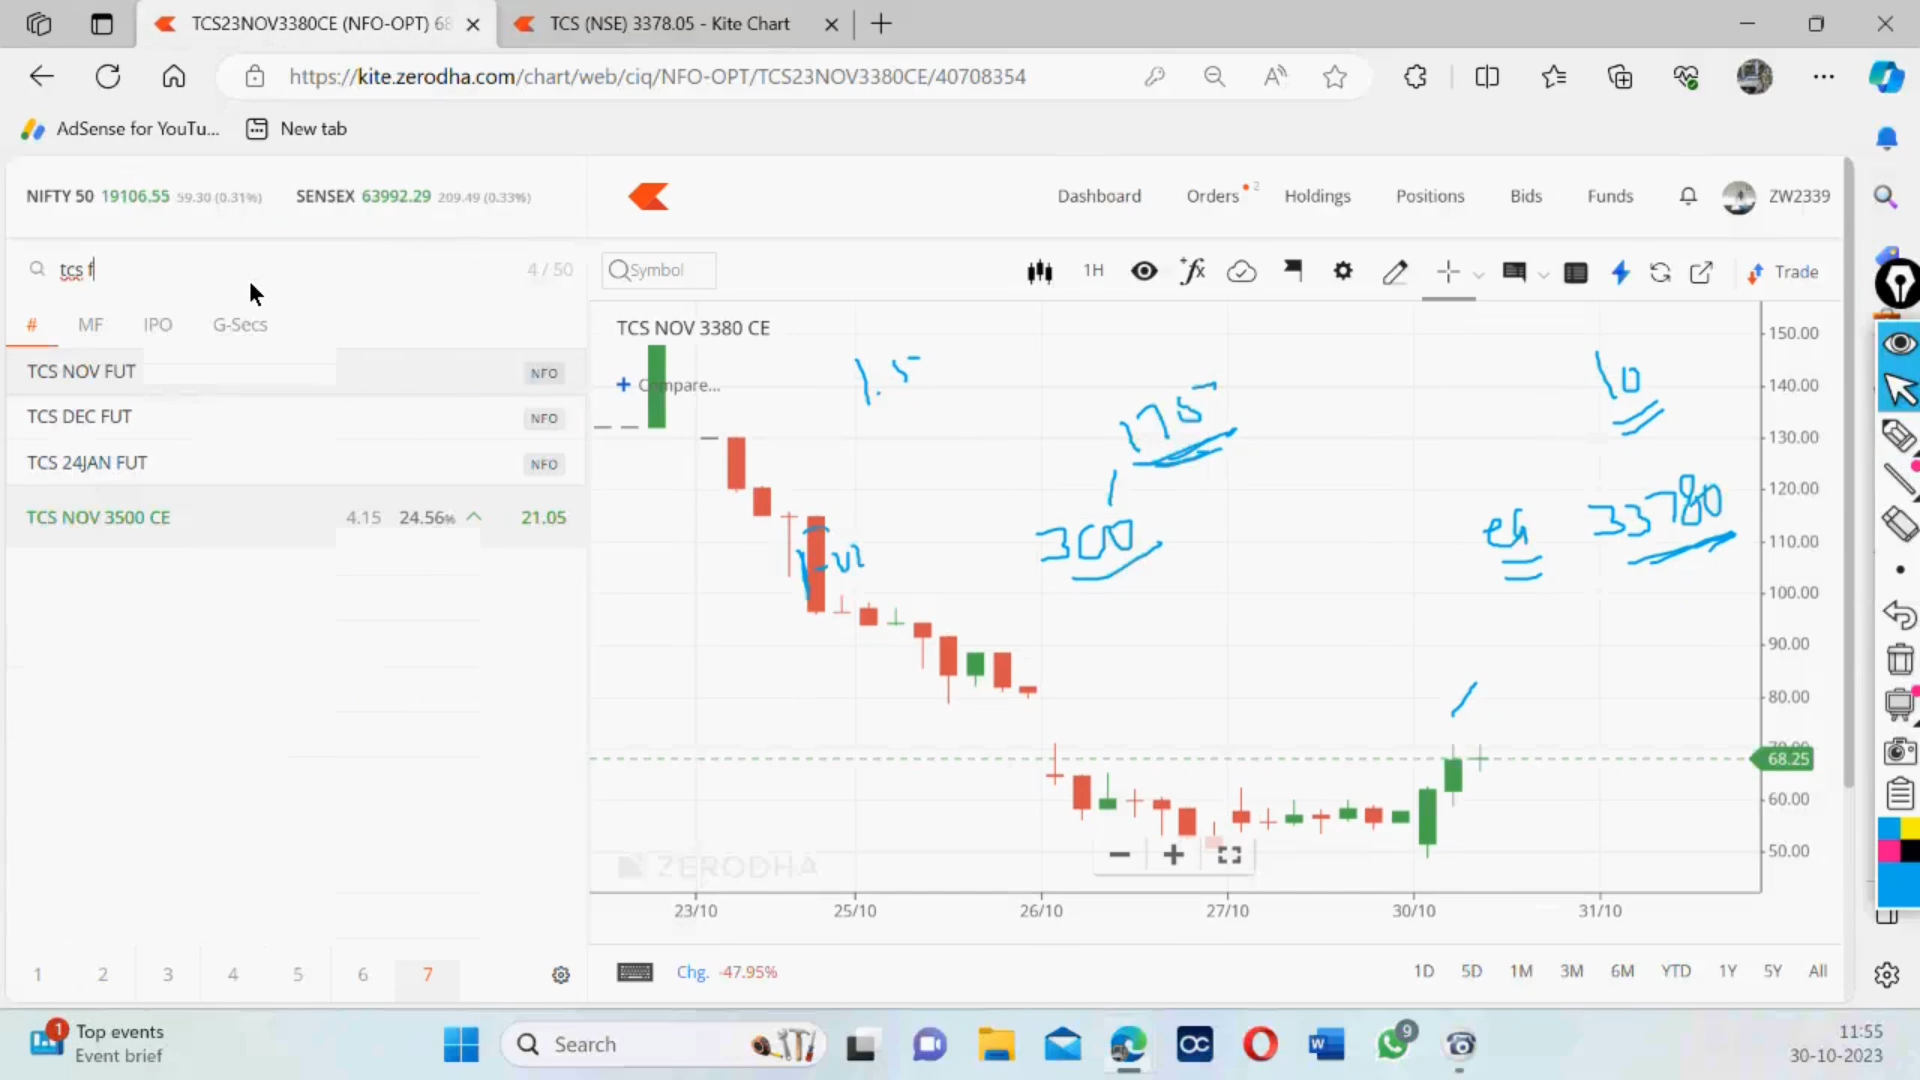 TCS23NOV3380CE (NFO-OPT) 68
TCS (NSE) 3378.05 - Kite Chart
https://kite.zerodha.com/chart/web/ciq/NFO-OPT/TCS23NOV3380CE/40708354
AdSense for YouTu...
New tab
NIFTY 50 19106.55 59.30 (0.31%)
SENSEX 63992.29 209.49 (0.33%)
Dashboard
Orders 2
Holdings
Positions
Bids
Funds
ZW2339
tcs f
4 / 50
Symbol
1H
Trade
# MF IPO G-Secs
TCS NOV FUT NFO
TCS DEC FUT NFO
TCS 24JAN FUT NFO
TCS NOV 3500 CE 4.15 24.56% 21.05
TCS NOV 3380 CE
Compare...
1.5
175
10
300
33780
150.00
140.00
130.00
120.00
110.00
100.00
90.00
80.00
70.00
68.25
60.00
50.00
ZERODHA
23/10 25/10 26/10 27/10 30/10 31/10
1 2 3 4 5 6 7
Chg. -47.95%
1D 5D 1M 3M 6M YTD 1Y 5Y All
1
Top events
Event brief
Search
9
11:55
30-10-2023